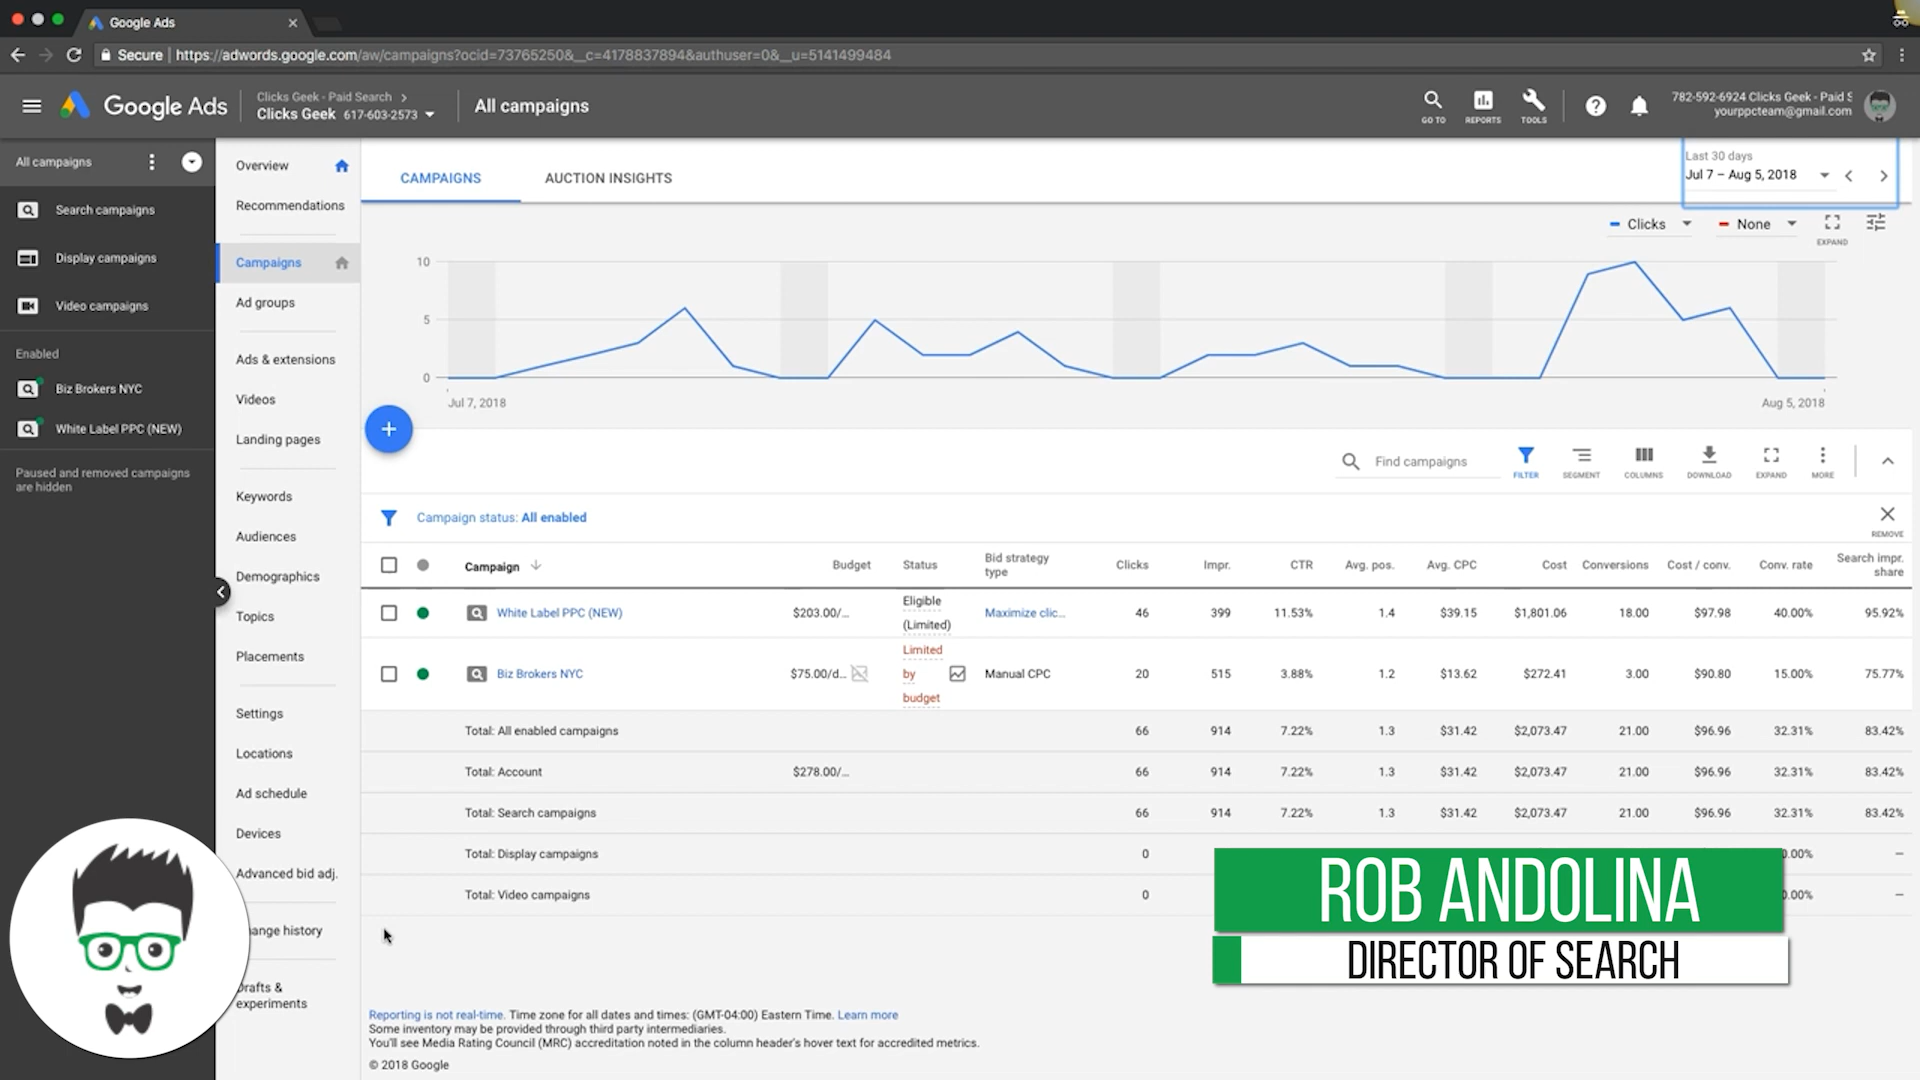 Google Ads
Secure | https://adwords.google.com/aw/campaigns?ocid=73765250&__c=4178837894&authuser=0&__u=5141499484
Google Ads
Clicks Geek - Paid Search
Clicks Geek 617-603-2573
All campaigns
GO TO
REPORTS
TOOLS
782-592-6924 Clicks Geek - Paid S
yourppcteam@gmail.com
All campaigns
Search campaigns
Display campaigns
Video campaigns
Enabled
Biz Brokers NYC
White Label PPC (NEW)
Paused and removed campaigns
are hidden
Overview
Recommendations
Campaigns
Ad groups
Ads & extensions
Videos
Landing pages
Keywords
Audiences
Demographics
Topics
Placements
Settings
Locations
Ad schedule
Devices
Advanced bid adj.
ange history
Drafts &
experiments
CAMPAIGNS AUCTION INSIGHTS
Last 30 days
Jul 7 – Aug 5, 2018
Clicks None
EXPAND
10
5
0
Jul 7, 2018 Aug 5, 2018
Find campaigns
FILTER SEGMENT COLUMNS DOWNLOAD EXPAND MORE
Campaign status: All enabled
REMOVE
Campaign Budget Status Bid strategy type Clicks Impr. CTR Avg. pos. Avg. CPC Cost Conversions Cost / conv. Conv. rate Search impr. share
White Label PPC (NEW) $203.00/... Eligible (Limited) Maximize clic... 46 399 11.53% 1.4 $39.15 $1,801.06 18.00 $97.98 40.00% 95.92%
Biz Brokers NYC $75.00/d... Limited by budget Manual CPC 20 515 3.88% 1.2 $13.62 $272.41 3.00 $90.80 15.00% 75.77%
Total: All enabled campaigns 66 914 7.22% 1.3 $31.42 $2,073.47 21.00 $96.96 32.31% 83.42%
Total: Account $278.00/... 66 914 7.22% 1.3 $31.42 $2,073.47 21.00 $96.96 32.31% 83.42%
Total: Search campaigns 66 914 7.22% 1.3 $31.42 $2,073.47 21.00 $96.96 32.31% 83.42%
Total: Display campaigns 0 0.00% –
Total: Video campaigns 0 0.00% –
ROB ANDOLINA
DIRECTOR OF SEARCH
Reporting is not real-time. Time zone for all dates and times: (GMT-04:00) Eastern Time. Learn more
Some inventory may be provided through third party intermediaries.
You'll see Media Rating Council (MRC) accreditation noted in the column header's hover text for accredited metrics.
© 2018 Google